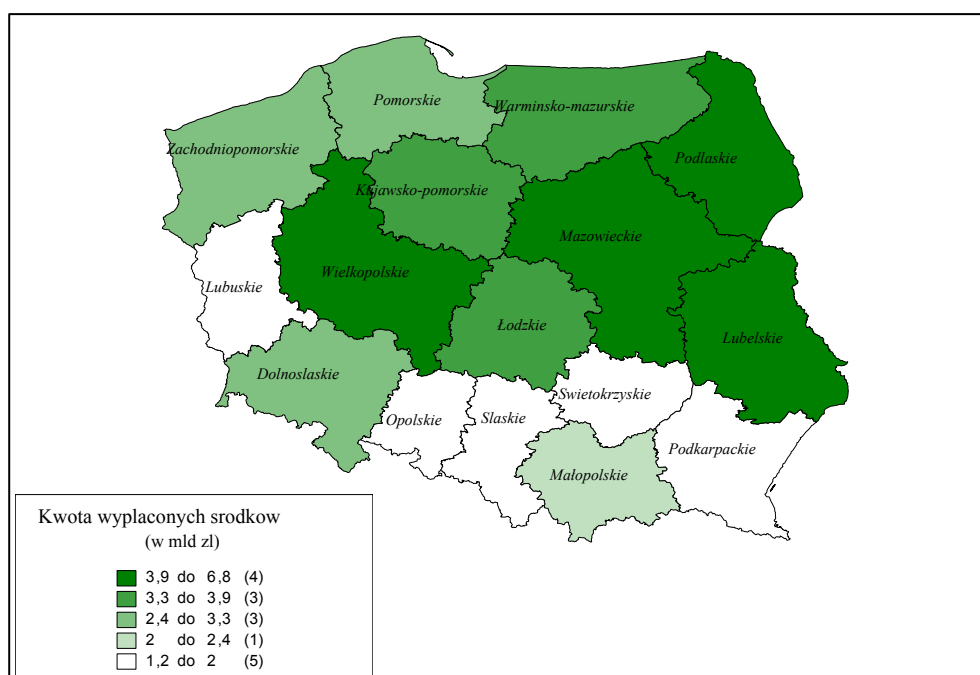 Pomorskie
Warminsko-mazurskie
Zachodniopomorskie
Podlaskie
Kujawsko-pomorskie
Mazowieckie
Wielkopolskie
Lubuskie
Łodzkie
Lubelskie
Dolnoslaskie
Swietokrzyskie
Opolskie
Slaskie
Podkarpackie
Małopolskie
Kwota wyplaconych srodkow
(w mld zl)
3,9 do 6,8 (4)
3,3 do 3,9 (3)
2,4 do 3,3 (3)
2 do 2,4 (1)
1,2 do 2 (5)